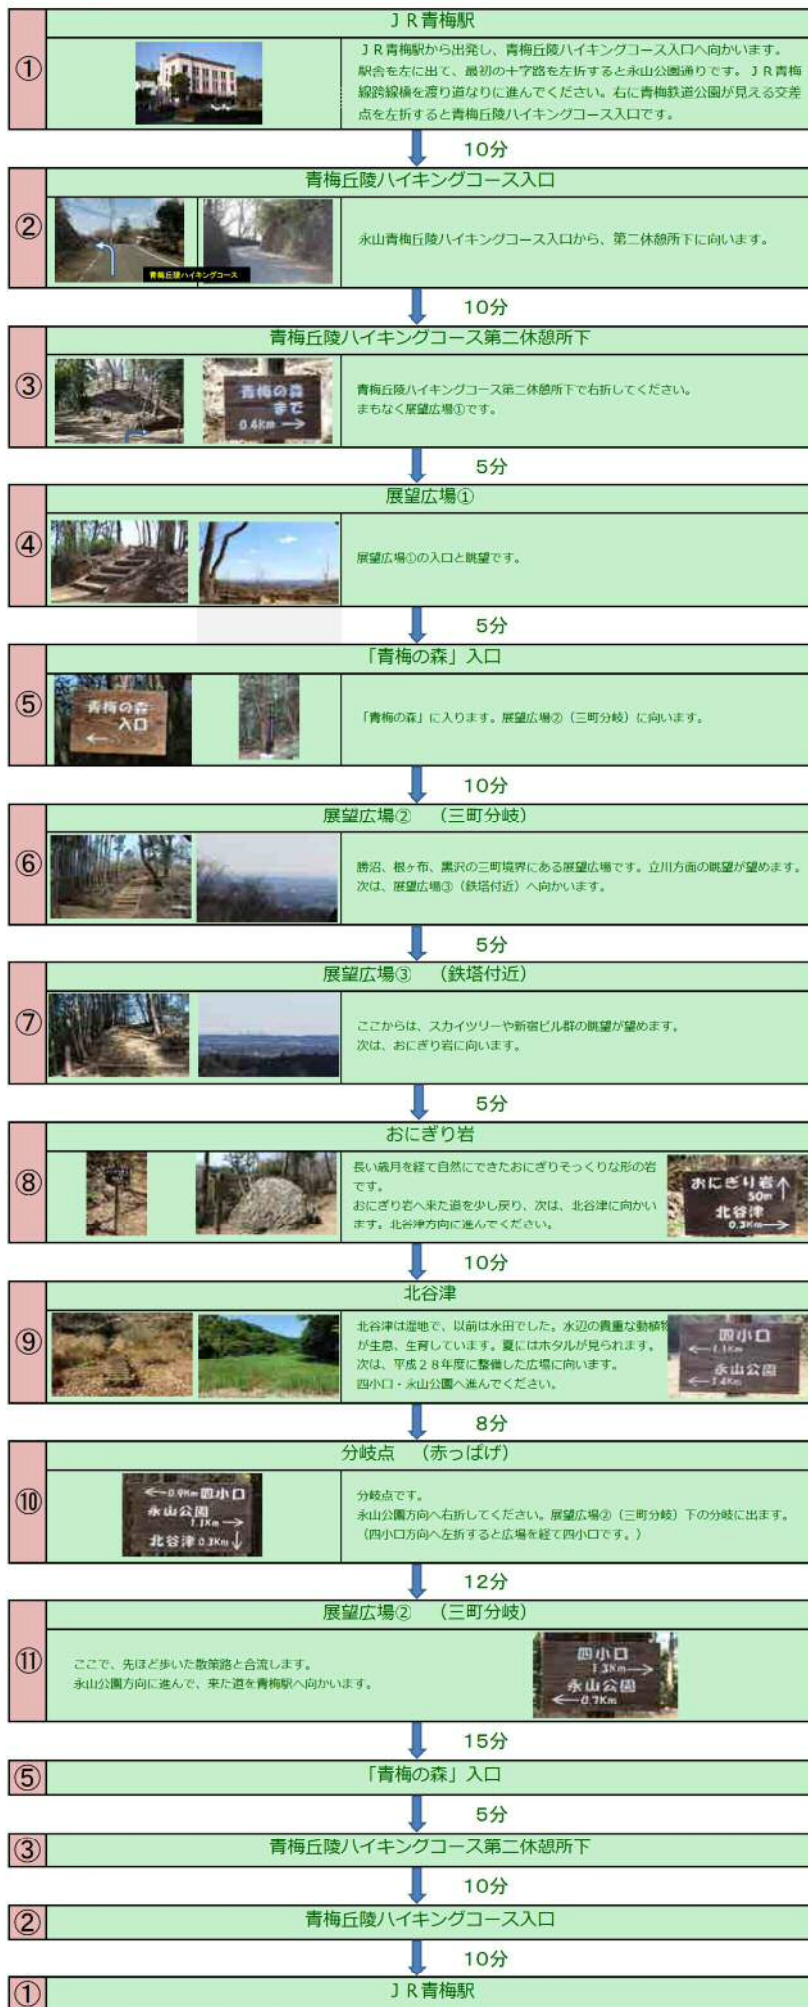 ＪＲ青梅駅
①
ＪＲ青梅駅から出発し、青梅丘陵ハイキングコース入口へ向かいます。
駅舎を左に出て、最初の十字路を左折すると永山公園通りです。ＪＲ青梅
線跨線橋を渡り道なりに進んでください。右に青梅鉄道公園が見える交差
点を左折すると青梅丘陵ハイキングコース入口です。
10分
青梅丘陵ハイキングコース入口
②
永山青梅丘陵ハイキングコース入口から、第二休憩所下に向います。
青梅丘陵ハイキングコース
10分
青梅丘陵ハイキングコース第二休憩所下
③
青梅の森
まで
0.4Km →
青梅丘陵ハイキングコース第二休憩所下で右折してください。
まもなく展望広場①です。
5分
展望広場①
④
展望広場①の入口と眺望です。
5分
「青梅の森」入口
⑤
青梅の森
入口
←
「青梅の森」に入ります。展望広場②（三町分岐）に向います。
10分
展望広場②　（三町分岐）
⑥
勝沼、根ヶ布、黒沢の三町境界にある展望広場です。立川方面の眺望が望めます。
次は、展望広場③（鉄塔付近）へ向かいます。
5分
展望広場③　（鉄塔付近）
⑦
ここからは、スカイツリーや新宿ビル群の眺望が望めます。
次は、おにぎり岩に向います。
5分
おにぎり岩
⑧
長い歳月を経て自然にできたおにぎりそっくりな形の岩
です。
おにぎり岩へ来た道を少し戻り、次は、北谷津に向かい
ます。北谷津方向に進んでください。
おにぎり岩↑
50m
北谷津
0.3Km→
10分
北谷津
⑨
北谷津は湿地で、以前は水田でした。水辺の貴重な動植物
が生息、生育しています。夏にはホタルが見られます。
次は、平成２８年度に整備した広場に向います。
四小口・永山公園へ進んでください。
四小口
←1.1Km
永山公園
←1.4Km
8分
分岐点　（赤っぱげ）
⑩
←0.9Km 四小口
永山公園
1.1Km→
北谷津 0.3Km↓
分岐点です。
永山公園方向へ右折してください。展望広場②（三町分岐）下の分岐に出ます。
（四小口方向へ左折すると広場を経て四小口です。）
12分
展望広場②　（三町分岐）
⑪
ここで、先ほど歩いた散策路と合流します。
永山公園方向に進んで、来た道を青梅駅へ向かいます。
四小口
1.3Km→
永山公園
←0.7Km
15分
⑤ 「青梅の森」入口
5分
③ 青梅丘陵ハイキングコース第二休憩所下
10分
② 青梅丘陵ハイキングコース入口
10分
① ＪＲ青梅駅